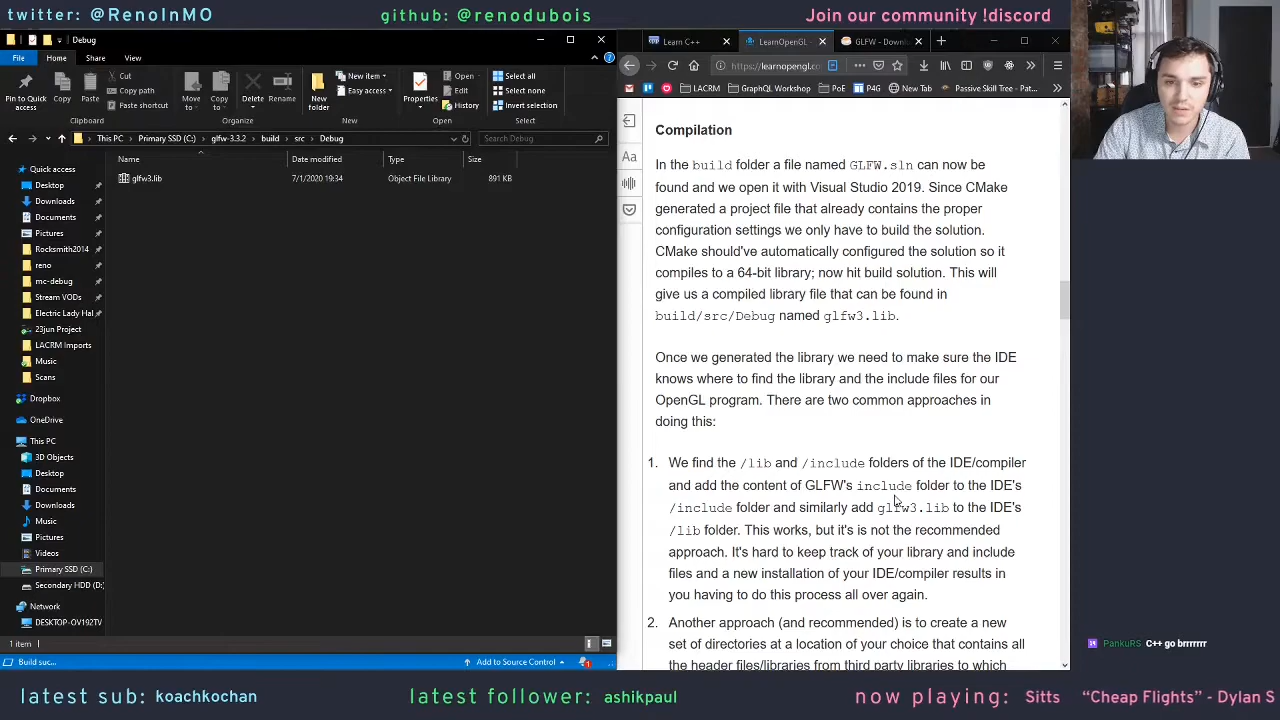 twitter: @RenoInMO
github: @renodubois
Join our community !discord
Debug
File
Home
Share
View
Pin to Quick access
Copy
Paste
Cut
Copy path
Paste shortcut
Clipboard
Move to
Copy to
Delete
Rename
Organize
New folder
New item
Easy access
New
Properties
Open
Edit
History
Open
Select all
Select none
Invert selection
Select
This PC
Primary SSD (C:)
glfw-3.3.2
build
src
Debug
Search Debug
Name
Date modified
Type
Size
glfw3.lib
7/1/2020 19:34
Object File Library
891 KB
Quick access
Desktop
Downloads
Documents
Pictures
Rocksmith2014
reno
mc-debug
Stream VODs
Electric Lady Hal
23jun Project
LACRM Imports
Music
Scans
Dropbox
OneDrive
This PC
3D Objects
Desktop
Documents
Downloads
Music
Pictures
Videos
Primary SSD (C:)
Secondary HDD (D:)
Network
DESKTOP-OV192TV
1 item
Build suc...
Add to Source Control
1
Learn C++
LearnOpenGL
GLFW - Downl
https://learnopengl.c
LACRM
GraphQL Workshop
PoE
P4G
New Tab
Passive Skill Tree - Pat...
Aa
Compilation
In the build folder a file named GLFW.sln can now be
found and we open it with Visual Studio 2019. Since CMake
generated a project file that already contains the proper
configuration settings we only have to build the solution.
CMake should've automatically configured the solution so it
compiles to a 64-bit library; now hit build solution. This will
give us a compiled library file that can be found in
build/src/Debug named glfw3.lib.
Once we generated the library we need to make sure the IDE
knows where to find the library and the include files for our
OpenGL program. There are two common approaches in
doing this:
1. We find the /lib and /include folders of the IDE/compiler
and add the content of GLFW's include folder to the IDE's
/include folder and similarly add glfw3.lib to the IDE's
/lib folder. This works, but it's is not the recommended
approach. It's hard to keep track of your library and include
files and a new installation of your IDE/compiler results in
you having to do this process all over again.
2. Another approach (and recommended) is to create a new
set of directories at a location of your choice that contains all
the header files/libraries from third party libraries to which
PankuRS C++ go brrrrrrr
latest sub: koachkochan
latest follower: ashikpaul
now playing: Sitts "Cheap Flights" - Dylan S